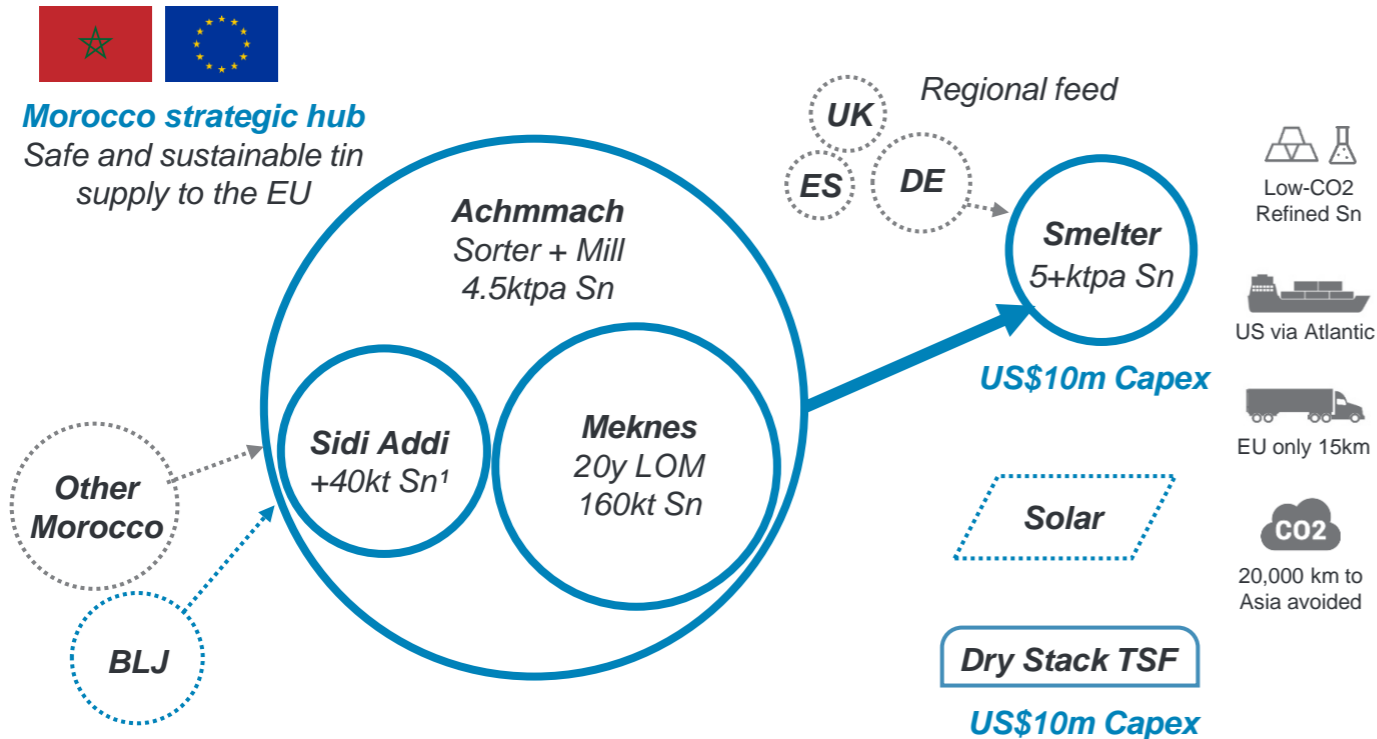 Morocco strategic hub
Safe and sustainable tin
supply to the EU
Regional feed
UK
ES
DE
Achmmach
Sorter + Mill
4.5ktpa Sn
Smelter
5+ktpa Sn
US$10m Capex
Sidi Addi
+40kt Sn¹
Meknes
20y LOM
160kt Sn
Other
Morocco
BLJ
Solar
Dry Stack TSF
US$10m Capex
Low-CO2
Refined Sn
US via Atlantic
EU only 15km
CO2
20,000 km to
Asia avoided